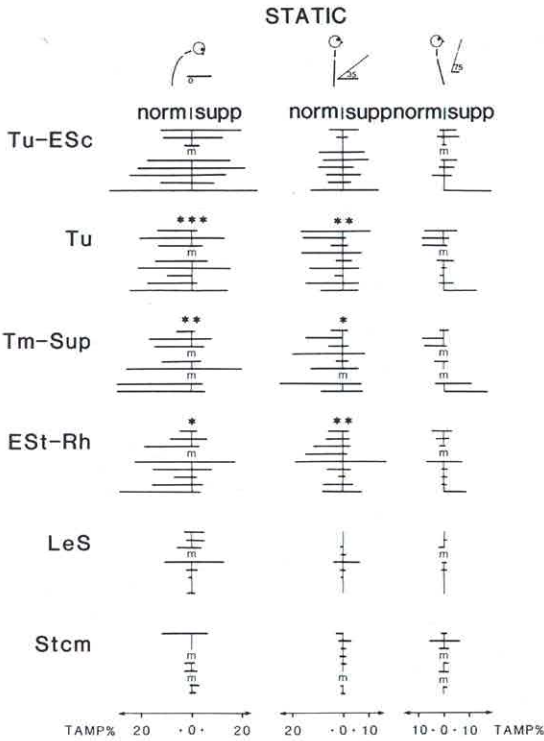 STATIC
0 35 75
norm supp norm supp norm supp
Tu-ESc
m
Tu
*** **
m m
Tm-Sup
** *
m m m
m
ESt-Rh
* **
m m
LeS
m m
Stcm
m m
m m m
TAMP% 20 ·0· 20 20 ·0·10 10·0·10 TAMP%